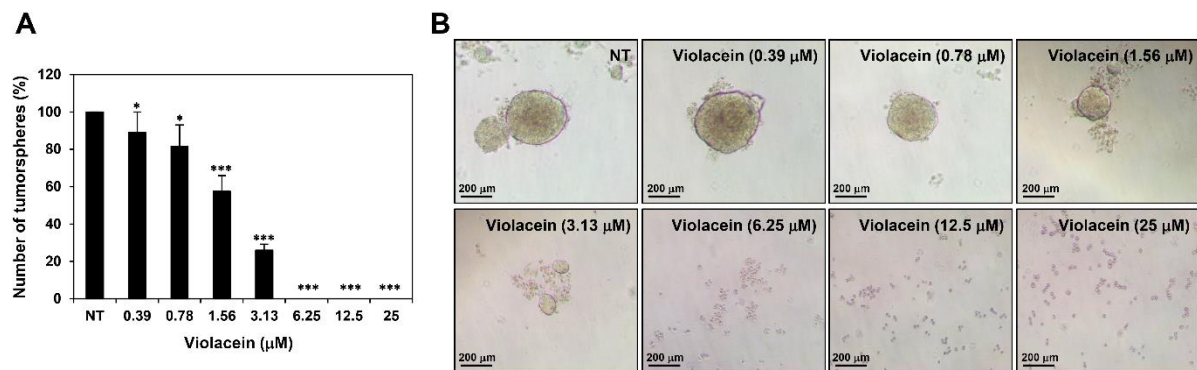 A
Number of tumorspheres (%)
120
100
80
60
40
20
0
*
*
***
***
***
***
***
NT 0.39 0.78 1.56 3.13 6.25 12.5 25
Violacein (μM)
B
NT
200 μm
Violacein (0.39 μM)
200 μm
Violacein (0.78 μM)
200 μm
Violacein (1.56 μM)
200 μm
Violacein (3.13 μM)
200 μm
Violacein (6.25 μM)
200 μm
Violacein (12.5 μM)
200 μm
Violacein (25 μM)
200 μm